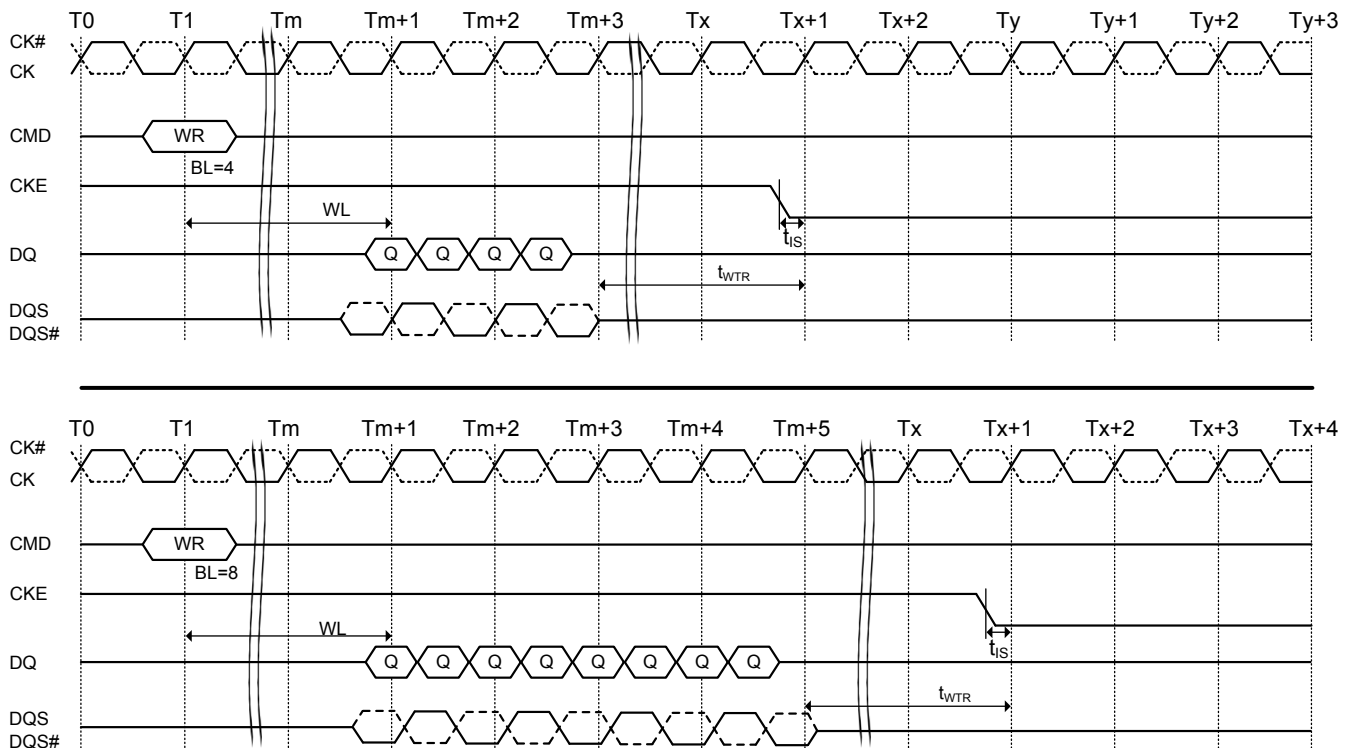 T0 T1 Tm Tm+1 Tm+2 Tm+3 Tx Tx+1 Tx+2 Ty Ty+1 Ty+2 Ty+3
CK#
CK
CMD WR
BL=4
CKE
WL
tIS
DQ Q Q Q Q
tWTR
DQS
DQS#
T0 T1 Tm Tm+1 Tm+2 Tm+3 Tm+4 Tm+5 Tx Tx+1 Tx+2 Tx+3 Tx+4
CK#
CK
CMD WR
BL=8
CKE
WL
tIS
DQ Q Q Q Q Q Q Q Q
tWTR
DQS
DQS#